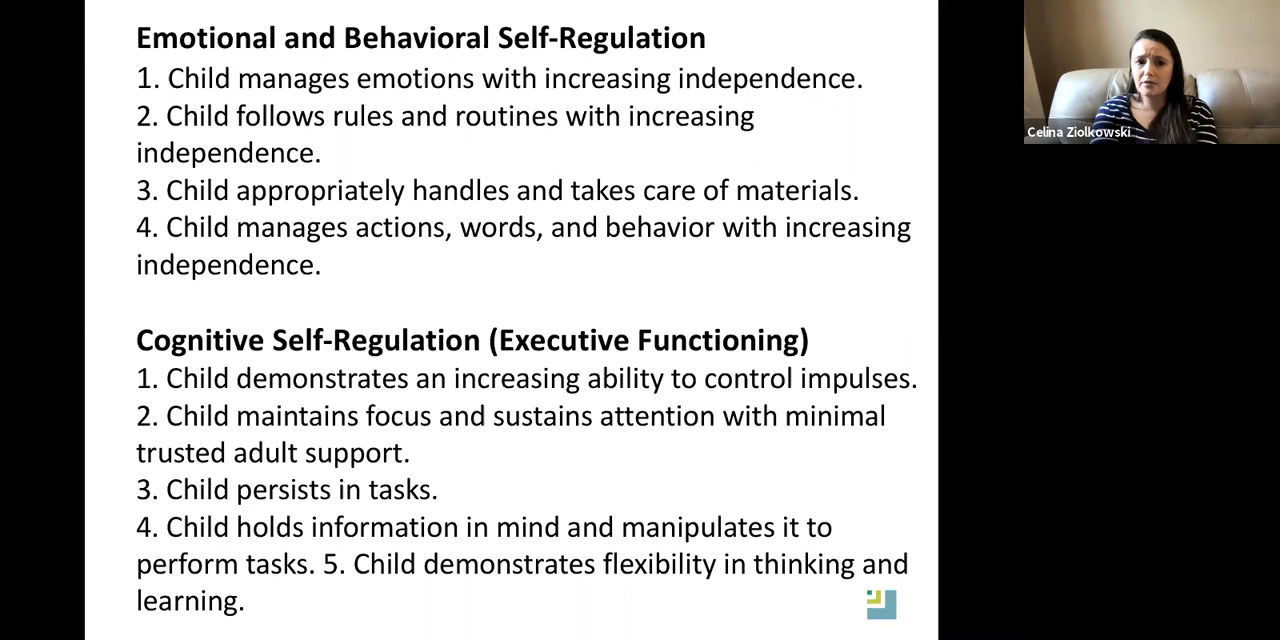 Emotional and Behavioral Self-Regulation
1. Child manages emotions with increasing independence.
2. Child follows rules and routines with increasing
independence.
3. Child appropriately handles and takes care of materials.
4. Child manages actions, words, and behavior with increasing
independence.
Cognitive Self-Regulation (Executive Functioning)
1. Child demonstrates an increasing ability to control impulses.
2. Child maintains focus and sustains attention with minimal
trusted adult support.
3. Child persists in tasks.
4. Child holds information in mind and manipulates it to
perform tasks. 5. Child demonstrates flexibility in thinking and
learning.
Celina Ziolkowski